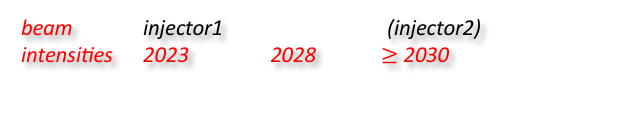 beam injector1 (injector2)
intensities 2023 2028 ≥ 2030